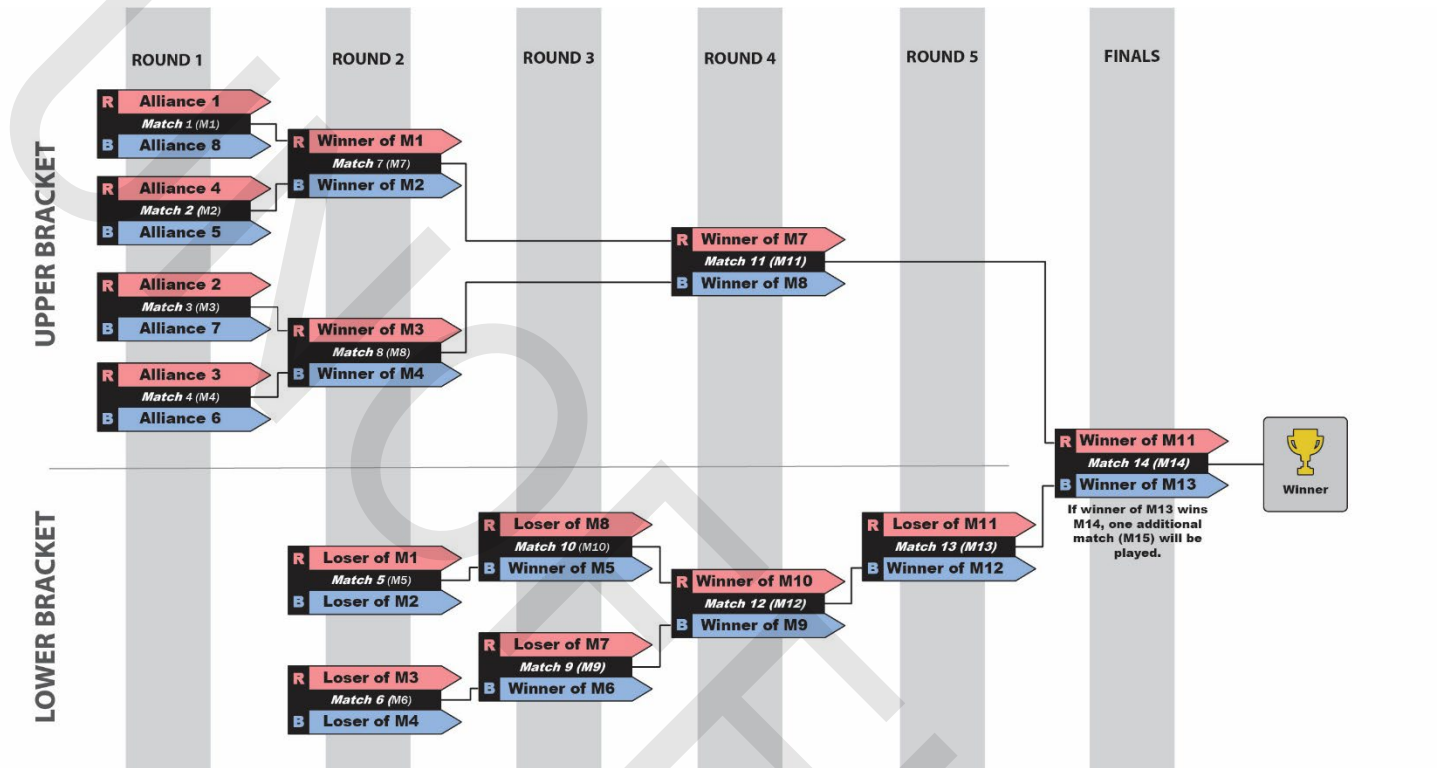 ROUND 1
ROUND 2
ROUND 3
ROUND 4
ROUND 5
FINALS
UPPER BRACKET
R Alliance 1
Match 1 (M1)
B Alliance 8
R Alliance 4
Match 2 (M2)
B Alliance 5
R Alliance 2
Match 3 (M3)
B Alliance 7
R Alliance 3
Match 4 (M4)
B Alliance 6
R Winner of M1
Match 7 (M7)
B Winner of M2
R Winner of M3
Match 8 (M8)
B Winner of M4
R Winner of M7
Match 11 (M11)
B Winner of M8
LOWER BRACKET
R Loser of M1
Match 5 (M5)
B Loser of M2
R Loser of M3
Match 6 (M6)
B Loser of M4
R Loser of M8
Match 10 (M10)
B Winner of M5
R Loser of M7
Match 9 (M9)
B Winner of M6
R Winner of M10
Match 12 (M12)
B Winner of M9
R Loser of M11
Match 13 (M13)
B Winner of M12
R Winner of M11
Match 14 (M14)
B Winner of M13
If winner of M13 wins
M14, one additional
match (M15) will be
played.
Winner